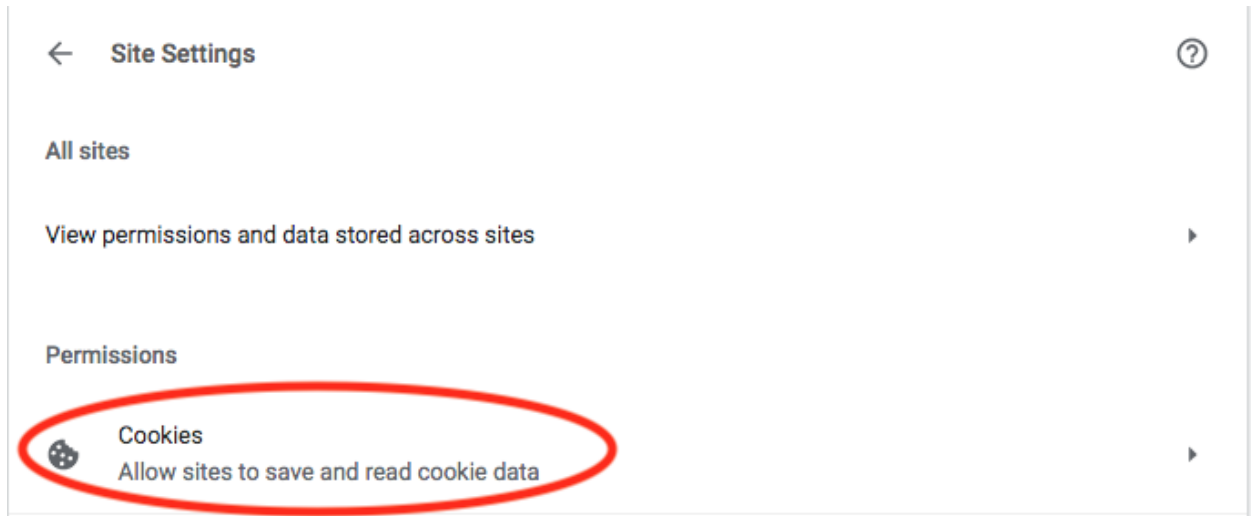 Site Settings
All sites
View permissions and data stored across sites
Permissions
Cookies
Allow sites to save and read cookie data